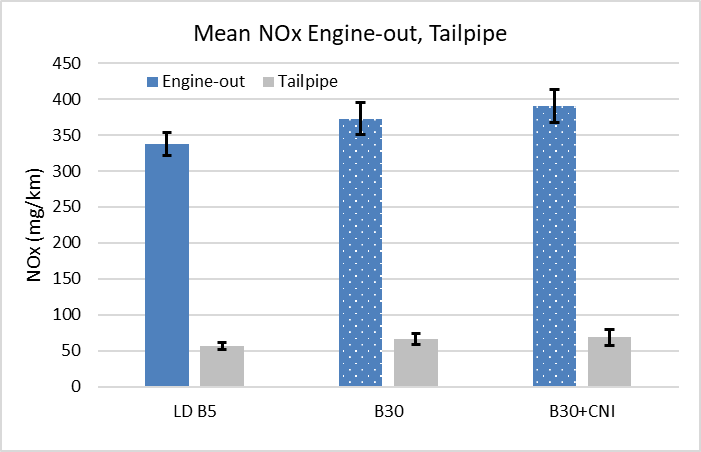 Mean NOx Engine-out, Tailpipe
450
Engine-out Tailpipe
400
350
300
250
200
150
100
50
0
NOx (mg/km)
LD B5 B30 B30+CNI